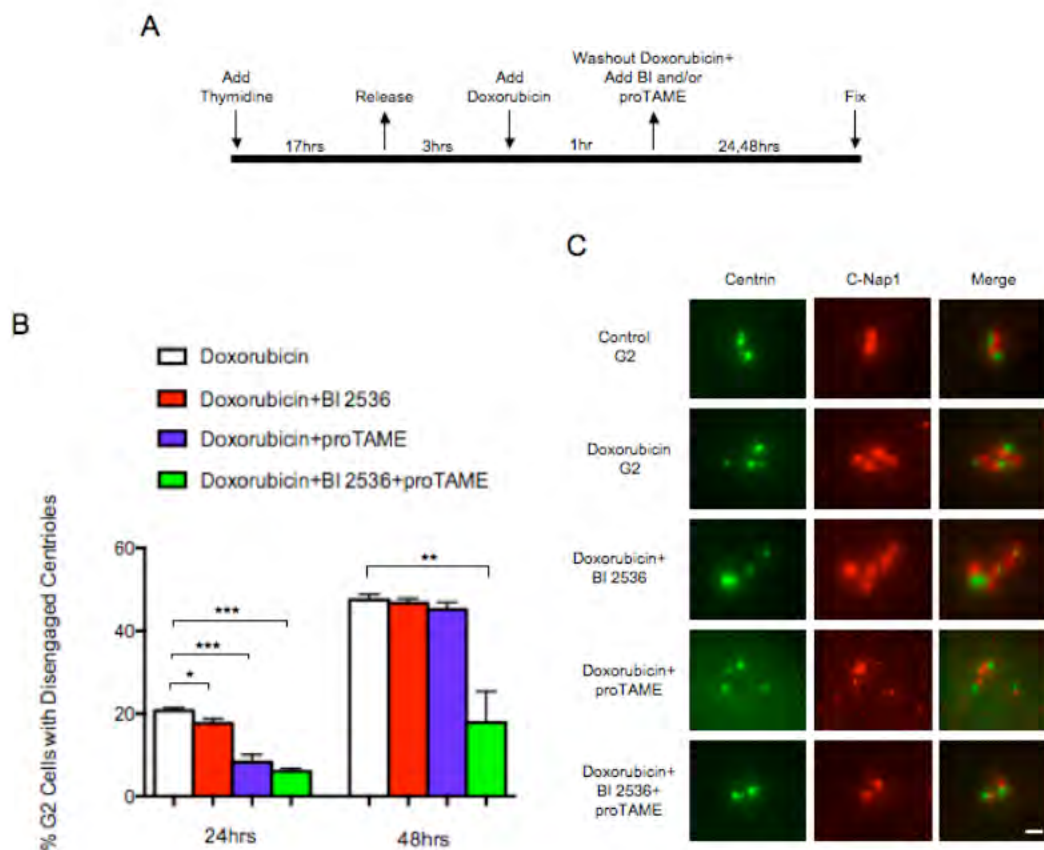 A
Add
Thymidine
Release
Add
Doxorubicin
Washout Doxorubicin+
Add BI and/or
proTAME
Fix
17hrs
3hrs
1hr
24,48hrs
B
Doxorubicin
Doxorubicin+BI 2536
Doxorubicin+proTAME
Doxorubicin+BI 2536+proTAME
% G2 Cells with Disengaged Centrioles
60
40
20
0
*
***
***
**
24hrs
48hrs
C
Centrin
C-Nap1
Merge
Control
G2
Doxorubicin
G2
Doxorubicin+
BI 2536
Doxorubicin+
proTAME
Doxorubicin+
BI 2536+
proTAME